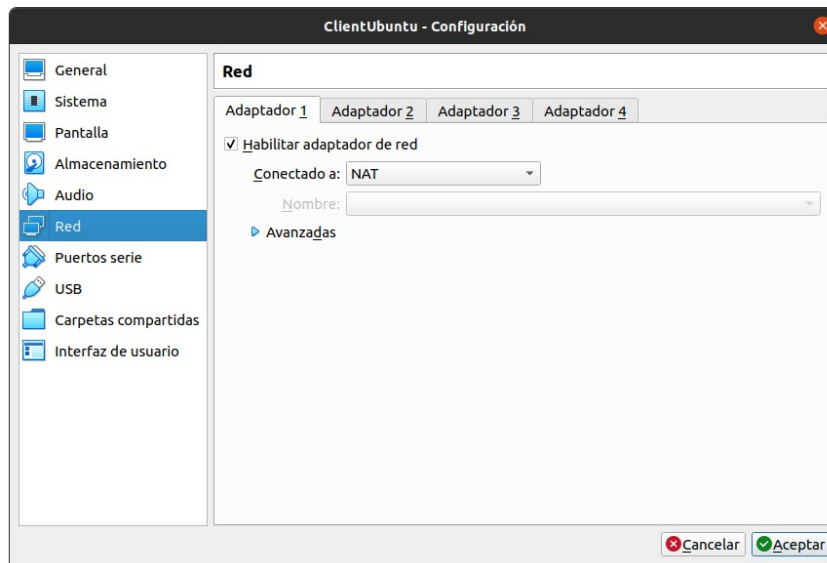 ClientUbuntu - Configuración
General
Sistema
Pantalla
Almacenamiento
Audio
Red
Puertos serie
USB
Carpetas compartidas
Interfaz de usuario
Red
Adaptador 1 Adaptador 2 Adaptador 3 Adaptador 4
Habilitar adaptador de red
Conectado a: NAT
Nombre:
Avanzadas
Cancelar Aceptar